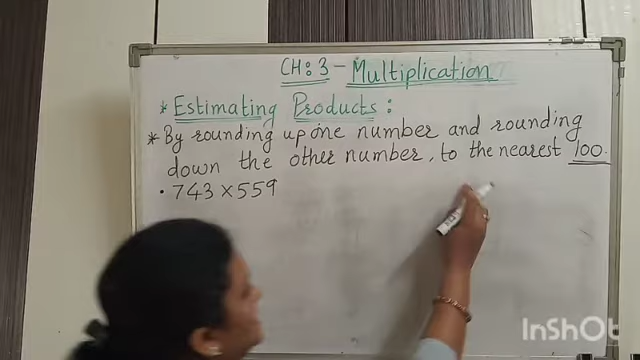 CH: 3 - Multiplication
* Estimating Products:
* By rounding up one number and rounding
down the other number, to the nearest 100.
• 743 × 559
InShOt